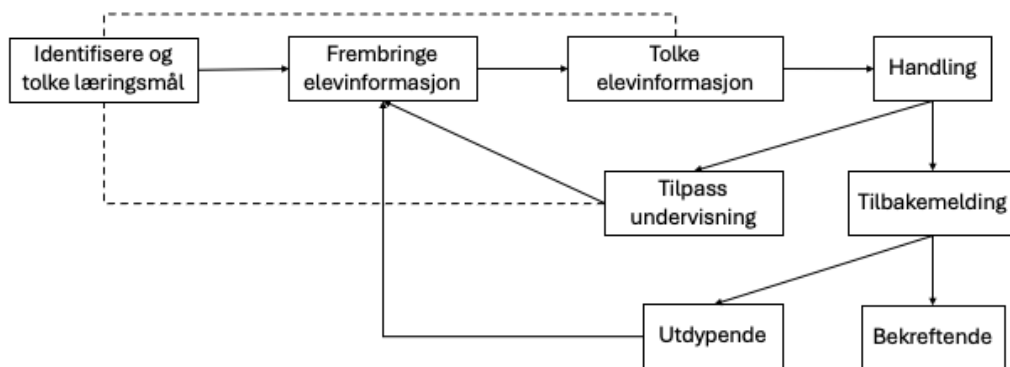 Identifisere og
tolke læringsmål
Frembringe
elevinformasjon
Tolke
elevinformasjon
Handling
Tilpass
undervisning
Tilbakemelding
Utdypende
Bekreftende